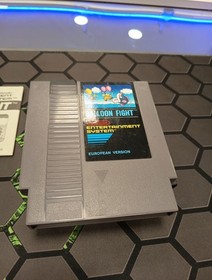 BALLOON FIGHT
ENTERTAINMENT
SYSTEM
EUROPEAN VERSION